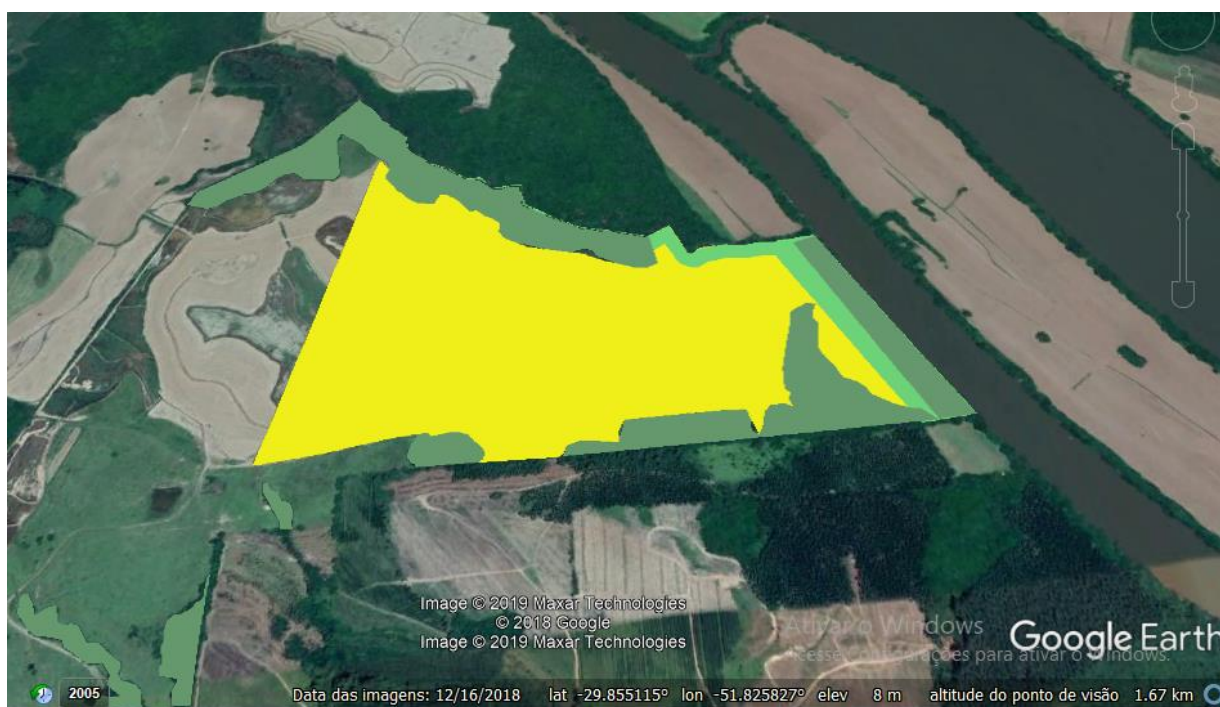 Image © 2019 Maxar Technologies
© 2018 Google
Image © 2019 Maxar Technologies
Ativar o Windows
Google Earth
Acesse Configurações para ativar o Windows.
2005
Data das imagens: 12/16/2018 lat -29.855115° lon -51.825827° elev 8 m altitude do ponto de visão 1.67 km